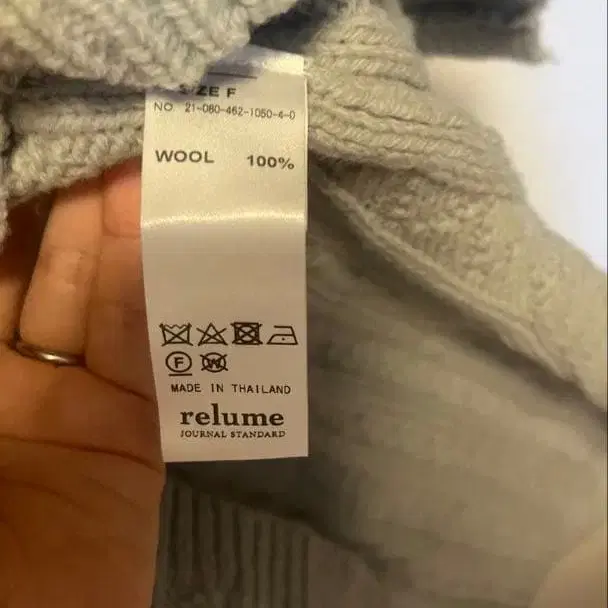 SIZE F
NO 21-080-462-1050-4-0
WOOL 100%
F W
MADE IN THAILAND
relume
JOURNAL STANDARD